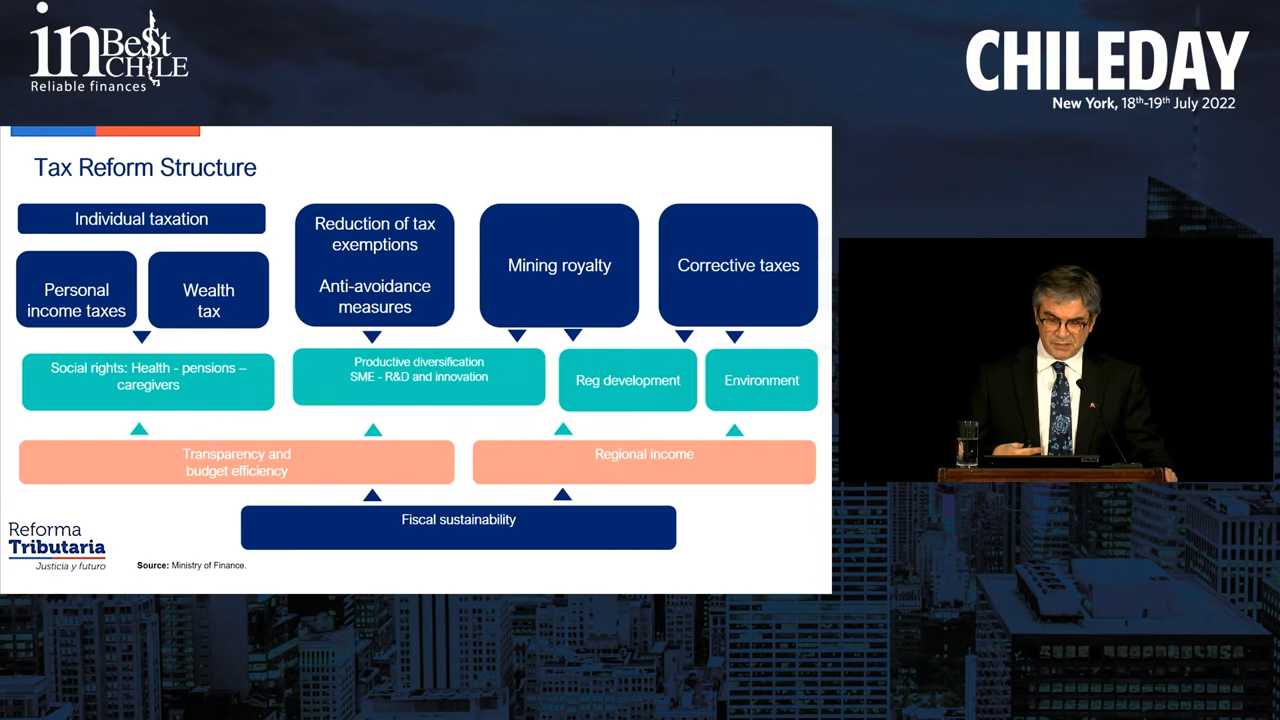 inBe$t
CHILE
Reliable finances
CHILEDAY
New York, 18th-19th July 2022
Tax Reform Structure
Individual taxation
Personal
income taxes
Wealth
tax
Reduction of tax
exemptions
Anti-avoidance
measures
Mining royalty
Corrective taxes
Social rights: Health - pensions –
caregivers
Productive diversification
SME - R&D and innovation
Reg development
Environment
Transparency and
budget efficiency
Regional income
Fiscal sustainability
Reforma
Tributaria
Justicia y futuro
Source: Ministry of Finance.